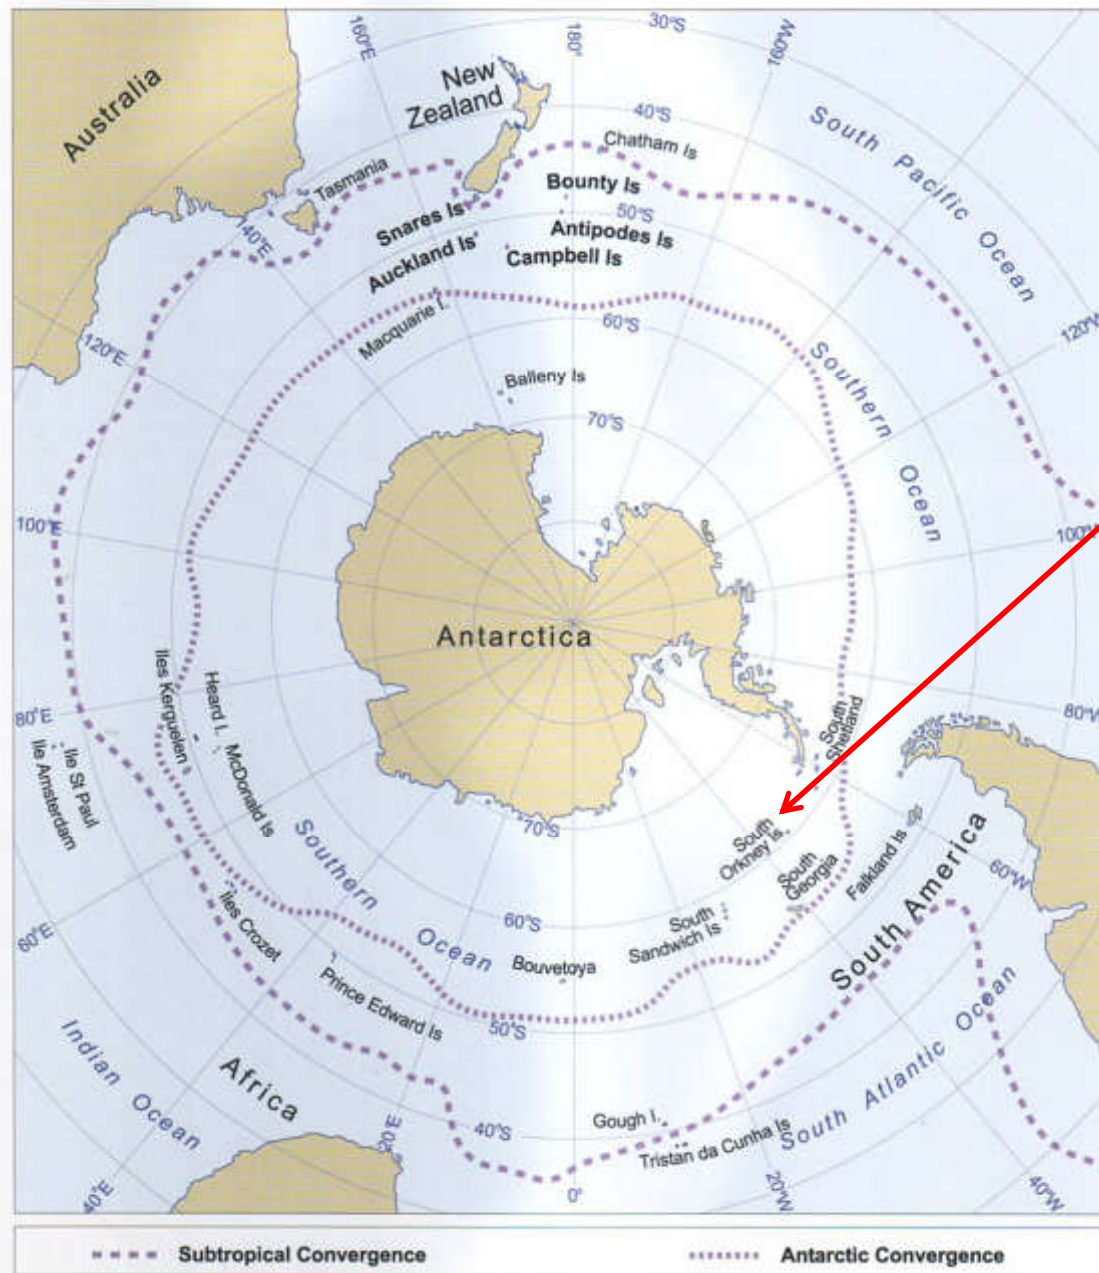 160°E
180°
30°S
160°W
Australia
New
Zealand
40°S
South Pacific Ocean
Chatham Is
Tasmania
Bounty Is
Snares Is
50°S
140°E
Auckland Is
Antipodes Is
Campbell Is
120°E
Macquarie I.
60°S
120°W
Southern Ocean
Balleny Is
70°S
100°E
100°W
Antarctica
Iles Kerguelen
Heard I.
McDonald Is
South
Shetland
80°E
80°W
Ile St Paul
Ile Amsterdam
70°S
South
Orkney Is.
South
Georgia
Falkland Is
60°W
South America
Southern Ocean
Îles Crozet
60°E
60°S
South
Sandwich Is
Bouvetoya
Prince Edward Is
50°S
Indian Ocean
Africa
South Atlantic Ocean
Gough I.
Tristan da Cunha Is
40°S
20°E
40°E
0°
20°W
40°W
Subtropical Convergence
Antarctic Convergence